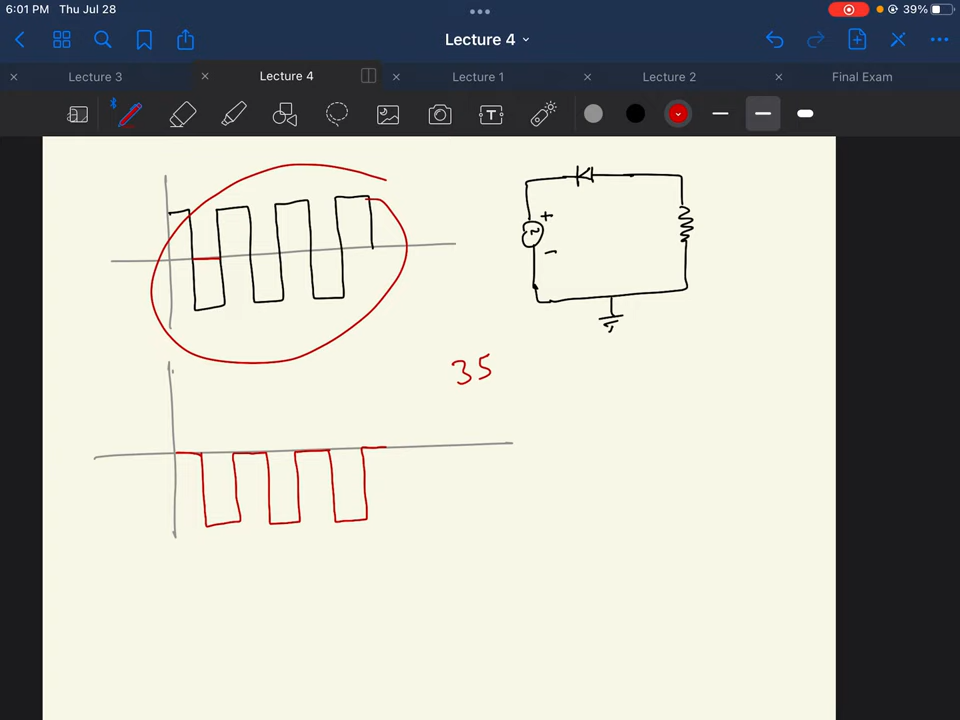 6:01 PM Thu Jul 28
39%
Lecture 4
Lecture 3
Lecture 4
Lecture 1
Lecture 2
Final Exam
T
+
~
-
35